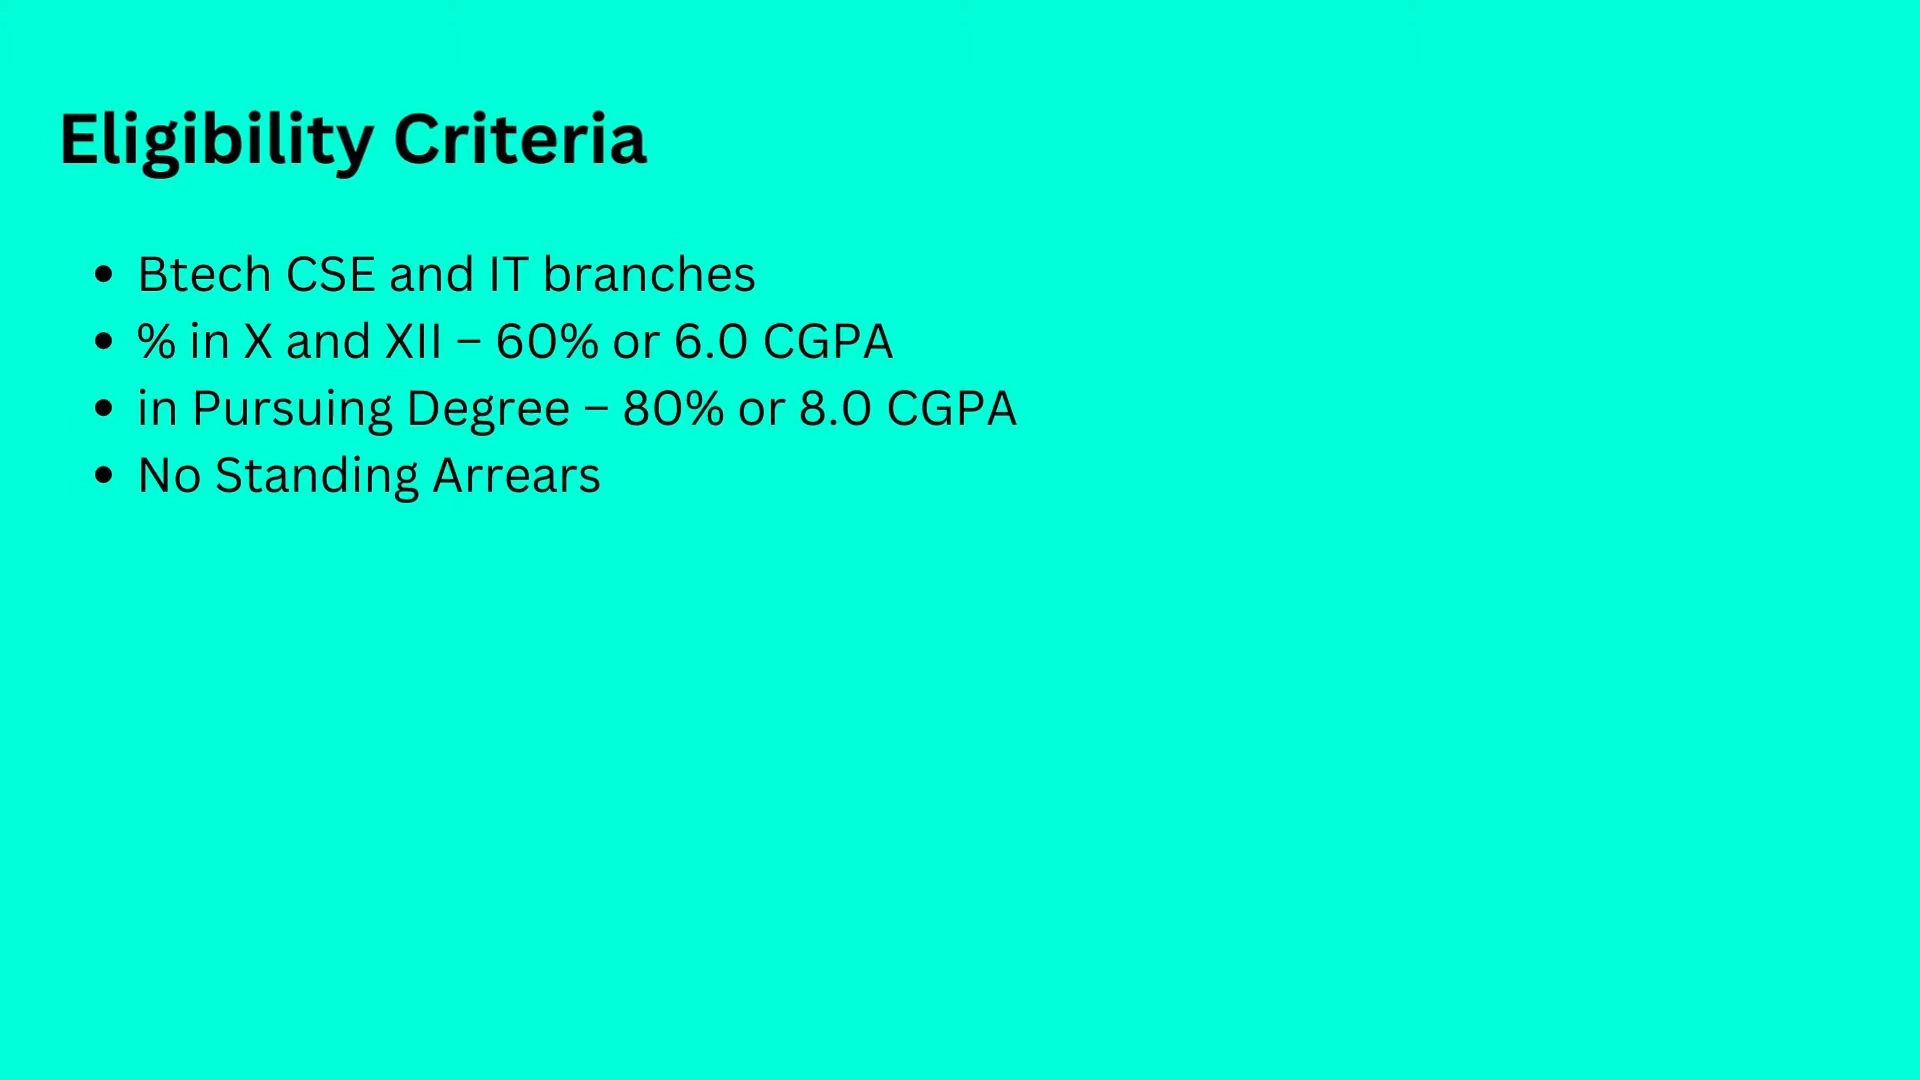 Eligibility Criteria
• Btech CSE and IT branches
• % in X and XII – 60% or 6.0 CGPA
• in Pursuing Degree – 80% or 8.0 CGPA
• No Standing Arrears